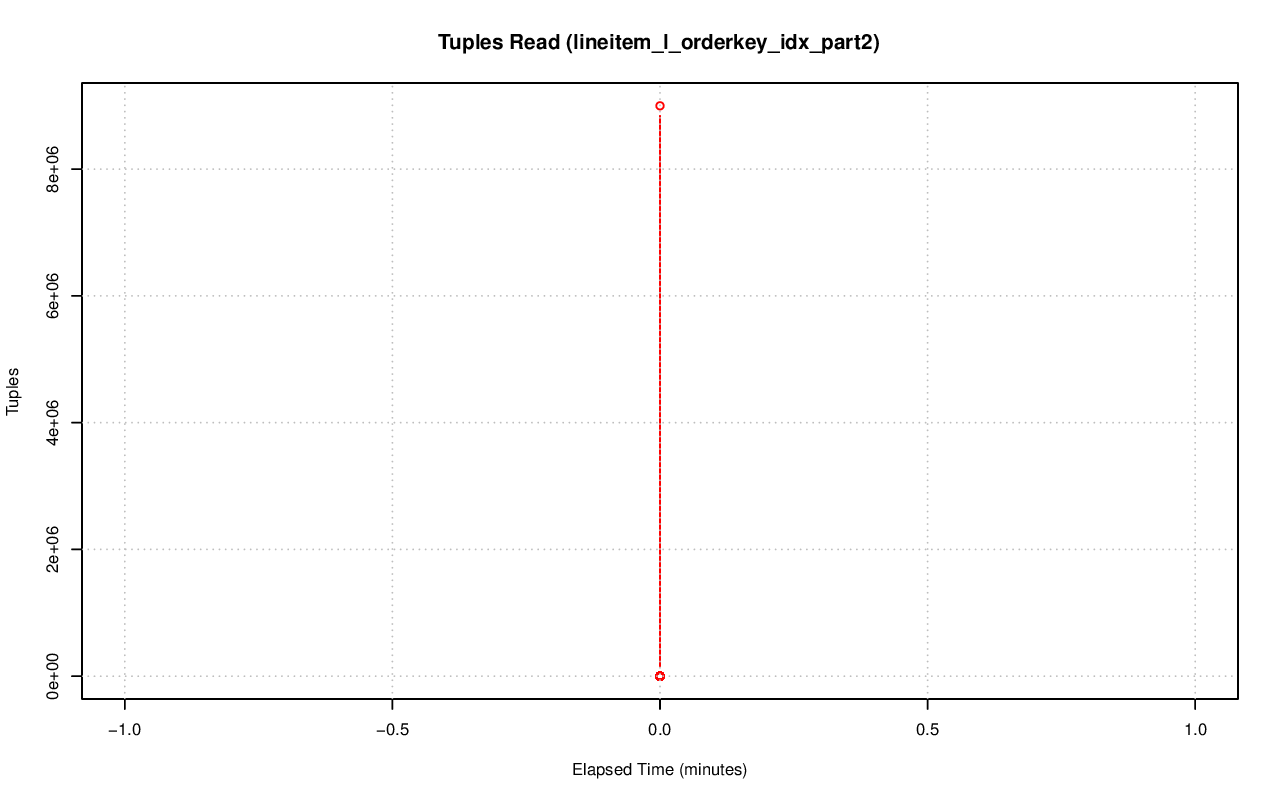 Tuples Read (lineitem_l_orderkey_idx_part2)
Tuples
8e+06
6e+06
4e+06
2e+06
0e+00
−1.0
−0.5
0.0
0.5
1.0
Elapsed Time (minutes)